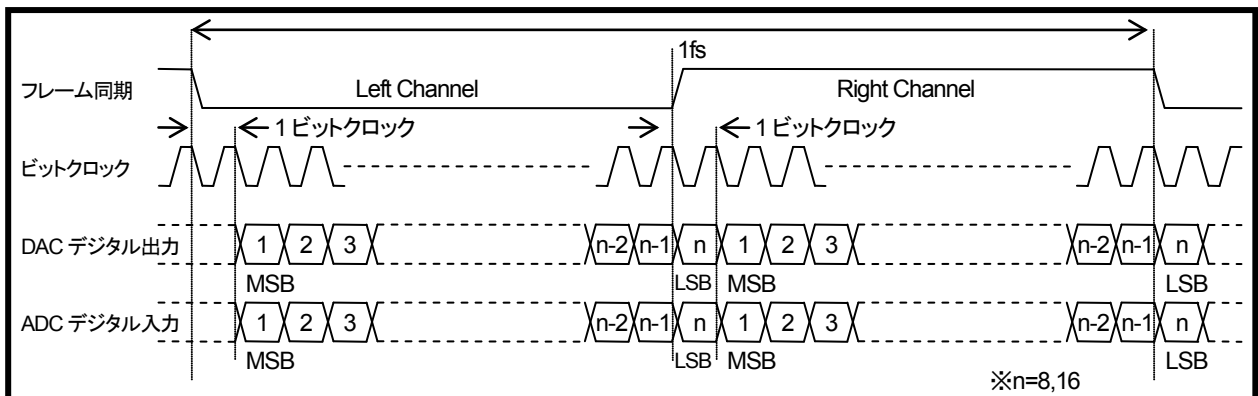 1fs
フレーム同期 Left Channel Right Channel
1 ビットクロック 1 ビットクロック
ビットクロック
DAC デジタル出力 1 2 3 n-2 n-1 n 1 2 3 n-2 n-1 n
MSB LSB MSB LSB
ADC デジタル入力 1 2 3 n-2 n-1 n 1 2 3 n-2 n-1 n
MSB LSB MSB LSB
※n=8,16